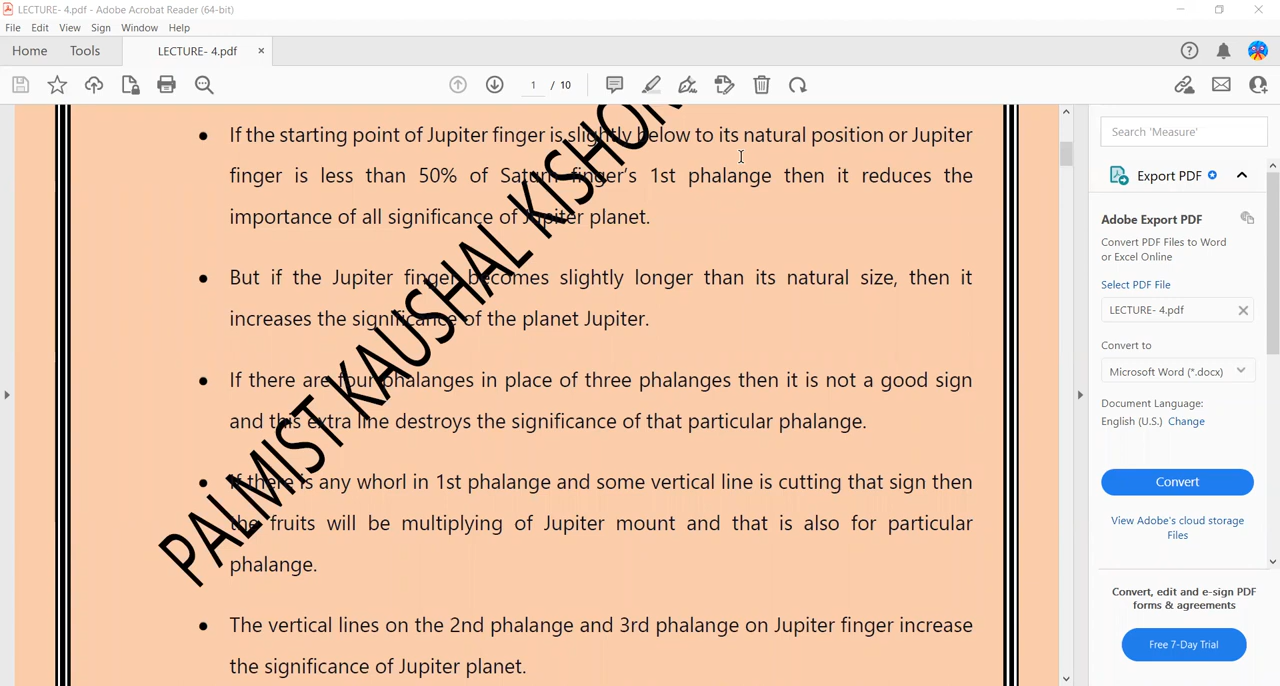 LECTURE- 4.pdf - Adobe Acrobat Reader (64-bit)
File Edit View Sign Window Help
Home Tools LECTURE- 4.pdf ×
1 / 10
Search 'Measure'
• If the starting point of Jupiter finger is slightly below to its natural position or Jupiter
finger is less than 50% of Saturn finger's 1st phalange then it reduces the
importance of all significance of Jupiter planet.
• But if the Jupiter finger becomes slightly longer than its natural size, then it
increases the significance of the planet Jupiter.
• If there are four phalanges in place of three phalanges then it is not a good sign
and this extra line destroys the significance of that particular phalange.
• If there is any whorl in 1st phalange and some vertical line is cutting that sign then
the fruits will be multiplying of Jupiter mount and that is also for particular
phalange.
• The vertical lines on the 2nd phalange and 3rd phalange on Jupiter finger increase
the significance of Jupiter planet.
PALMIST KAUSHAL KISHOR
Export PDF
Adobe Export PDF
Convert PDF Files to Word
or Excel Online
Select PDF File
LECTURE- 4.pdf
Convert to
Microsoft Word (*.docx)
Document Language:
English (U.S.) Change
Convert
View Adobe's cloud storage
Files
Convert, edit and e-sign PDF
forms & agreements
Free 7-Day Trial